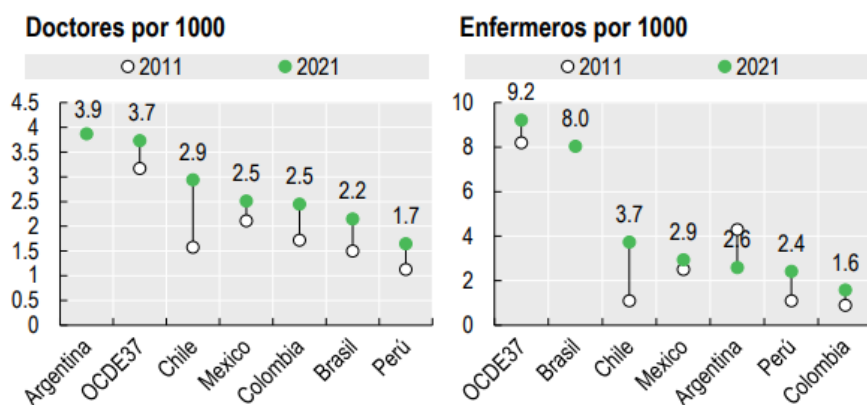 Doctores por 1000
2011 2021
4.5
4
3.5
3
2.5
2
1.5
1
0.5
0
3.9
3.7
2.9
2.5
2.5
2.2
1.7
Argentina
OCDE37
Chile
Mexico
Colombia
Brasil
Perú
Enfermeros por 1000
2011 2021
10
8
6
4
2
0
9.2
8.0
3.7
2.9
2.6
2.4
1.6
OCDE37
Brasil
Chile
Mexico
Argentina
Perú
Colombia